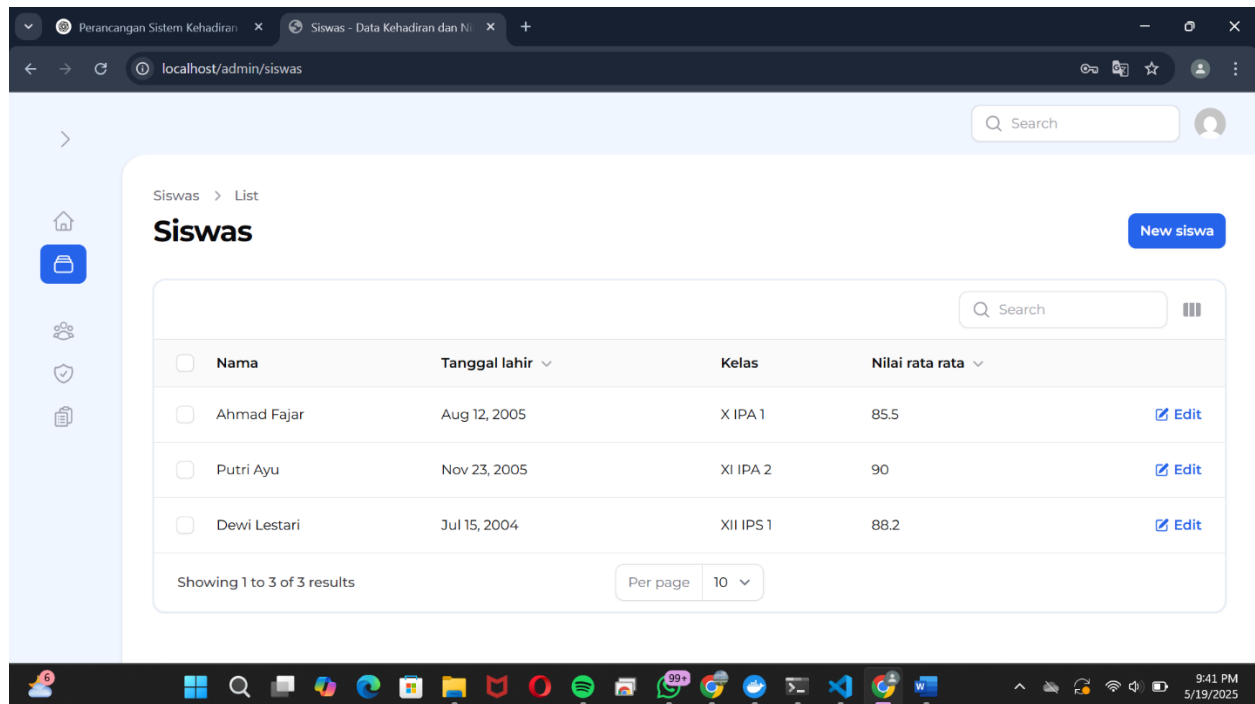 Perancangan Sistem Kehadiran
Siswas - Data Kehadiran dan Ni
localhost/admin/siswas
Search
Siswas > List
Siswas
New siswa
Search
Nama Tanggal lahir Kelas Nilai rata rata
Ahmad Fajar Aug 12, 2005 X IPA 1 85.5 Edit
Putri Ayu Nov 23, 2005 XI IPA 2 90 Edit
Dewi Lestari Jul 15, 2004 XII IPS 1 88.2 Edit
Showing 1 to 3 of 3 results Per page 10
6
99+
9:41 PM
5/19/2025